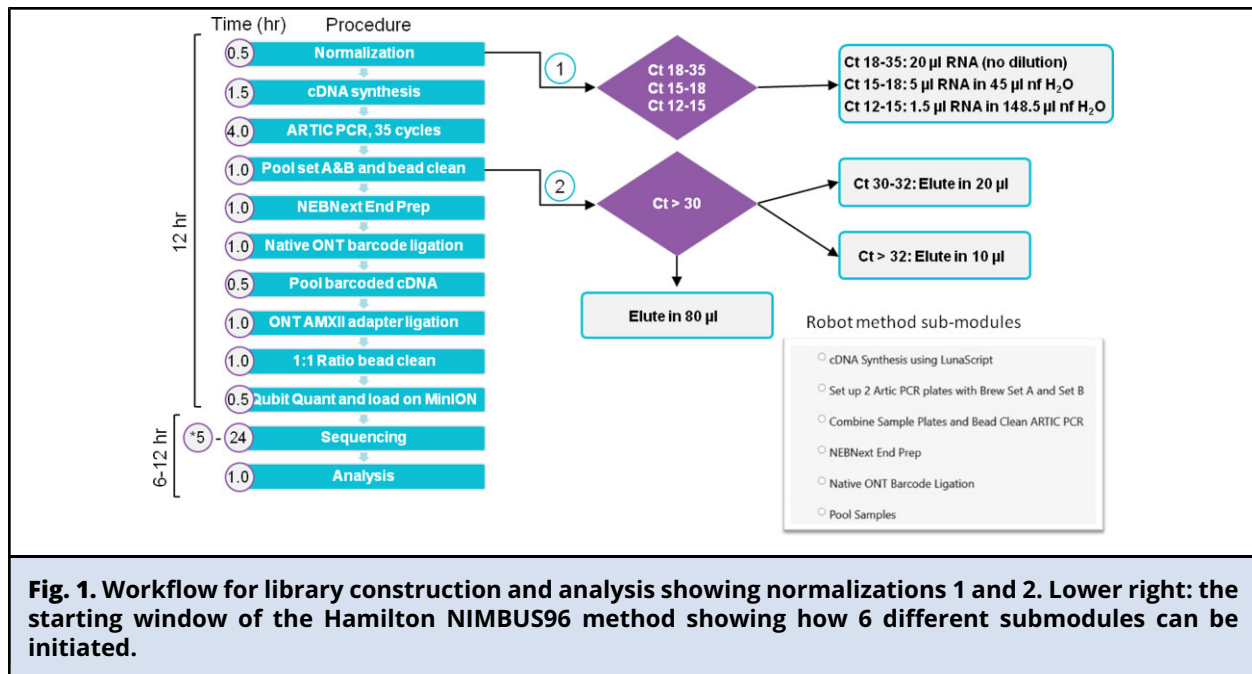 Time (hr) Procedure
0.5 Normalization
1.5 cDNA synthesis
4.0 ARTIC PCR, 35 cycles
1.0 Pool set A&B and bead clean
1.0 NEBNext End Prep
1.0 Native ONT barcode ligation
0.5 Pool barcoded cDNA
1.0 ONT AMXII adapter ligation
1.0 1:1 Ratio bead clean
0.5 Qubit Quant and load on MinION
*5 - 24 Sequencing
1.0 Analysis
12 hr
6-12 hr
1
Ct 18-35
Ct 15-18
Ct 12-15
Ct 18-35: 20 µl RNA (no dilution)
Ct 15-18: 5 µl RNA in 45 µl nf H₂O
Ct 12-15: 1.5 µl RNA in 148.5 µl nf H₂O
2
Ct > 30
Ct 30-32: Elute in 20 µl
Ct > 32: Elute in 10 µl
Elute in 80 µl
Robot method sub-modules
cDNA Synthesis using LunaScript
Set up 2 Artic PCR plates with Brew Set A and Set B
Combine Sample Plates and Bead Clean ARTIC PCR
NEBNext End Prep
Native ONT Barcode Ligation
Pool Samples
Fig. 1. Workflow for library construction and analysis showing normalizations 1 and 2. Lower right: the
starting window of the Hamilton NIMBUS96 method showing how 6 different submodules can be
initiated.